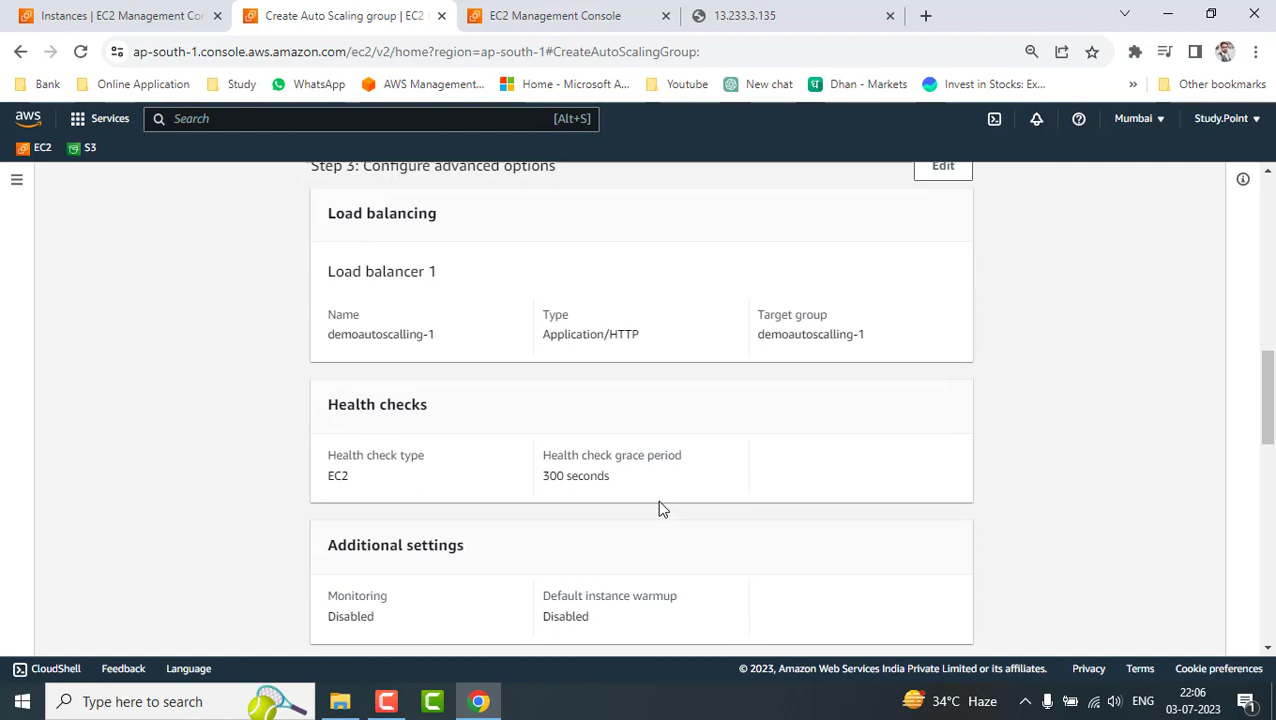 Instances | EC2 Management Cor
Create Auto Scaling group | EC2
EC2 Management Console
13.233.3.135
ap-south-1.console.aws.amazon.com/ec2/v2/home?region=ap-south-1#CreateAutoScalingGroup:
Bank
Online Application
Study
WhatsApp
AWS Management...
Home - Microsoft A...
Youtube
New chat
Dhan - Markets
Invest in Stocks: Ex...
»
Other bookmarks
aws
Services
Search
[Alt+S]
Mumbai
Study.Point
EC2
S3
Step 3: Configure advanced options
Edit
Load balancing
Load balancer 1
Name
Type
Target group
demoautoscalling-1
Application/HTTP
demoautoscalling-1
Health checks
Health check type
Health check grace period
EC2
300 seconds
Additional settings
Monitoring
Default instance warmup
Disabled
Disabled
CloudShell
Feedback
Language
© 2023, Amazon Web Services India Private Limited or its affiliates.
Privacy
Terms
Cookie preferences
Type here to search
34°C Haze
ENG
22:06
03-07-2023
1